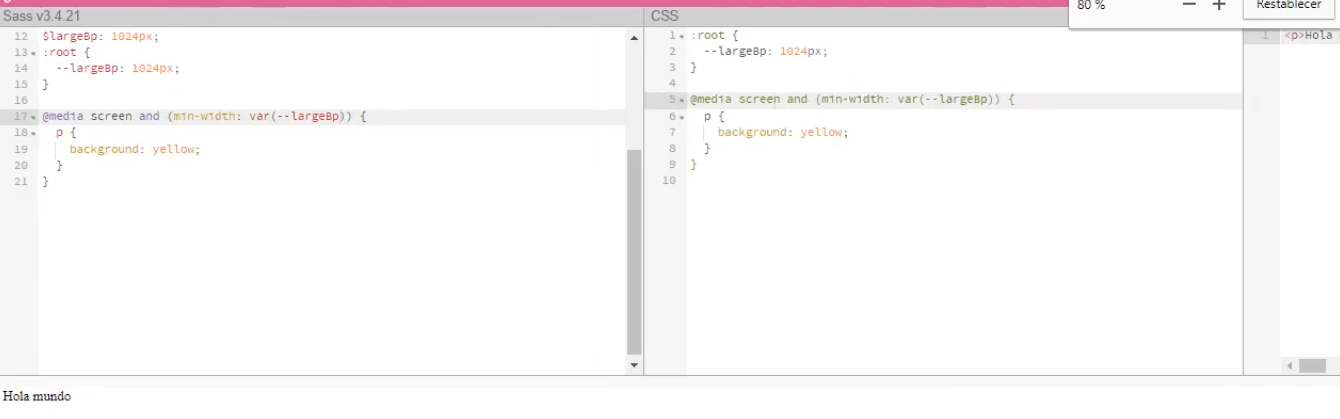 80 %
Restablecer
Sass v3.4.21
12 $largeBp: 1024px;
13 :root {
14 --largeBp: 1024px;
15 }
16
17 @media screen and (min-width: var(--largeBp)) {
18 p {
19 background: yellow;
20 }
21 }
CSS
1 :root {
2 --largeBp: 1024px;
3 }
4
5 @media screen and (min-width: var(--largeBp)) {
6 p {
7 background: yellow;
8 }
9 }
10
1 <p>Hola
Hola mundo